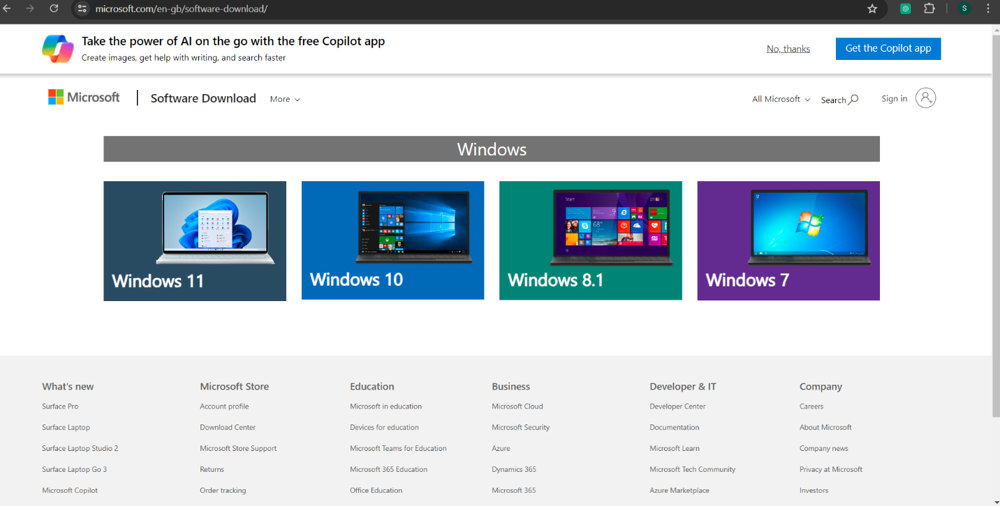 microsoft.com/en-gb/software-download/
S
Take the power of AI on the go with the free Copilot app
Create images, get help with writing, and search faster
No, thanks
Get the Copilot app
Microsoft
Software Download
More
All Microsoft
Search
Sign in
Windows
Windows 11
Windows 10
Start
68°
Windows 8.1
Windows 7
What's new
Microsoft Store
Education
Business
Developer & IT
Company
Surface Pro
Account profile
Microsoft in education
Microsoft Cloud
Developer Center
Careers
Surface Laptop
Download Center
Devices for education
Microsoft Security
Documentation
About Microsoft
Surface Laptop Studio 2
Microsoft Store Support
Microsoft Teams for Education
Azure
Microsoft Learn
Company news
Surface Laptop Go 3
Returns
Microsoft 365 Education
Dynamics 365
Microsoft Tech Community
Privacy at Microsoft
Microsoft Copilot
Order tracking
Office Education
Microsoft 365
Azure Marketplace
Investors